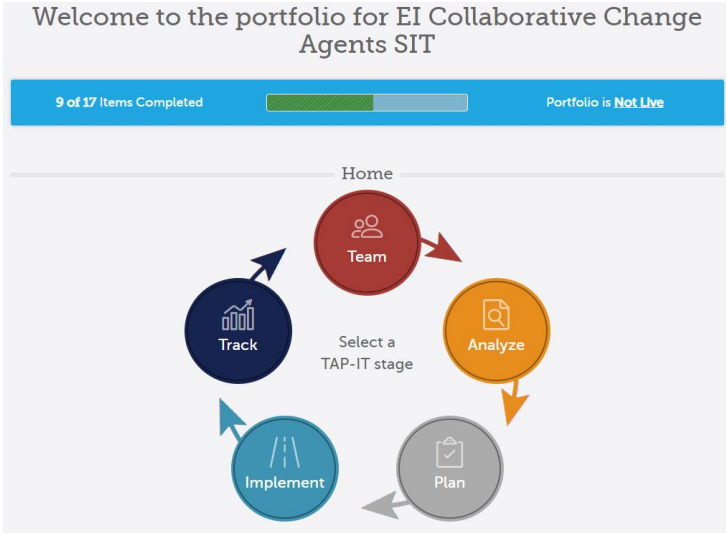 Welcome to the portfolio for EI Collaborative Change
Agents SIT
9 of 17 Items Completed
Portfolio is Not Live
Home
Team
Analyze
Track
Select a
TAP-IT stage
Implement
Plan